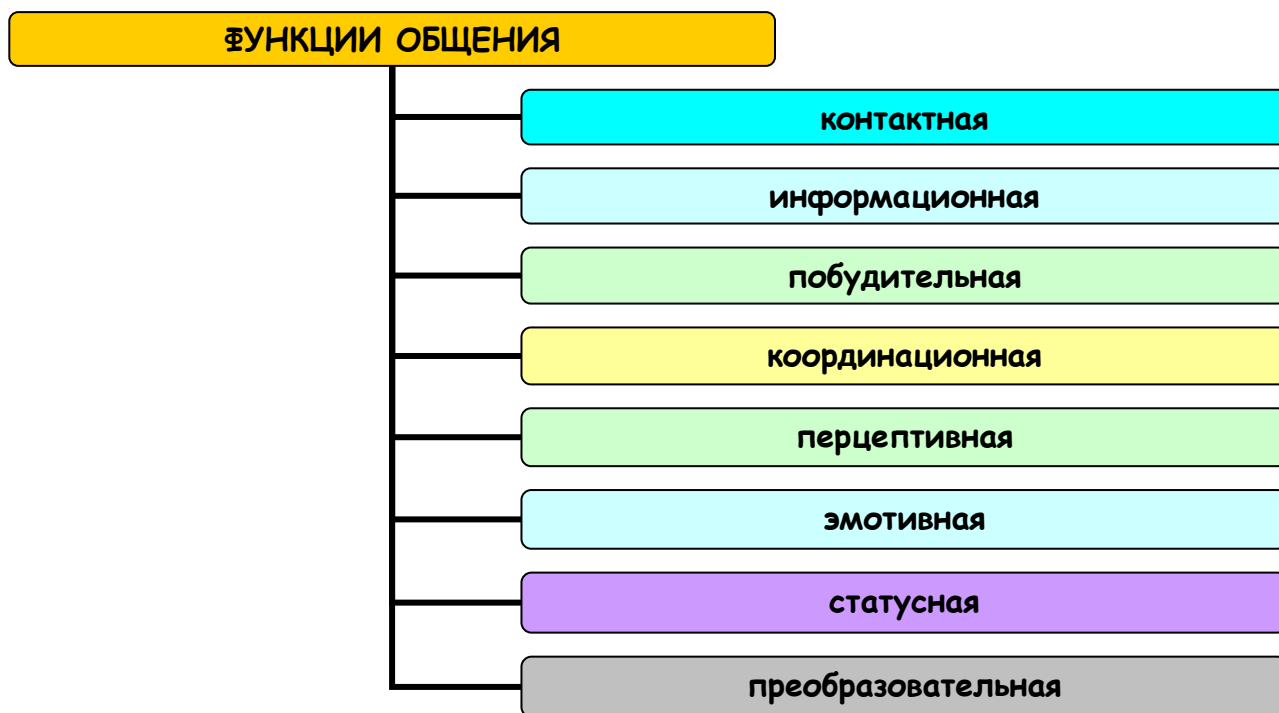 ФУНКЦИИ ОБЩЕНИЯ
контактная
информационная
побудительная
координационная
перцептивная
эмотивная
статусная
преобразовательная